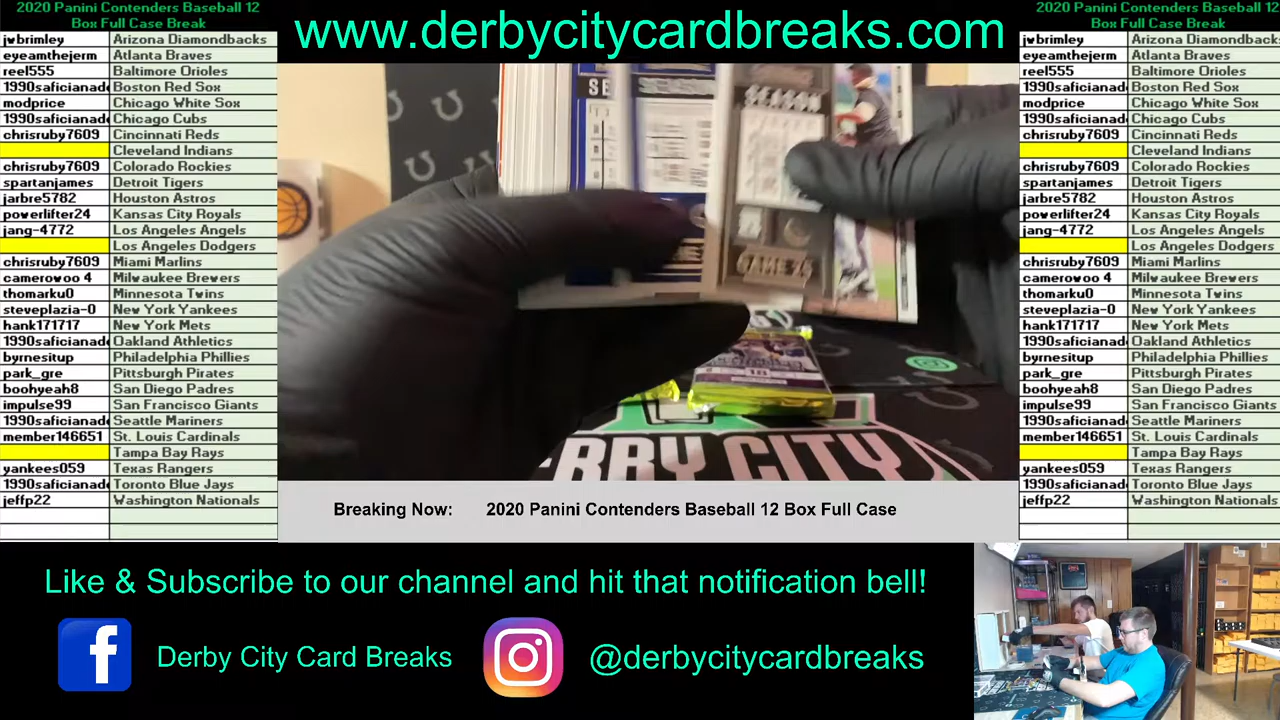 2020 Panini Contenders Baseball 12
Box Full Case Break
jwbrimley Arizona Diamondbacks
eyeamthejerm Atlanta Braves
reel555 Baltimore Orioles
1990saficianad Boston Red Sox
modprice Chicago White Sox
1990saficianad Chicago Cubs
chrisruby7609 Cincinnati Reds
Cleveland Indians
chrisruby7609 Colorado Rockies
spartanjames Detroit Tigers
jarbre5782 Houston Astros
powerlifter24 Kansas City Royals
jang-4772 Los Angeles Angels
Los Angeles Dodgers
chrisruby7609 Miami Marlins
camerowoo 4 Milwaukee Brewers
thomarku0 Minnesota Twins
steveplazia-0 New York Yankees
hank171717 New York Mets
1990saficianad Oakland Athletics
byrnesitup Philadelphia Phillies
park_gre Pittsburgh Pirates
boohyeah8 San Diego Padres
impulse99 San Francisco Giants
1990saficianad Seattle Mariners
member146651 St. Louis Cardinals
Tampa Bay Rays
yankees059 Texas Rangers
1990saficianad Toronto Blue Jays
jeffp22 Washington Nationals
www.derbycitycardbreaks.com
SEASON
SEASON
GAME
18
ERBY CITY
Breaking Now: 2020 Panini Contenders Baseball 12 Box Full Case
2020 Panini Contenders Baseball 12
Box Full Case Break
jwbrimley Arizona Diamondbacks
eyeamthejerm Atlanta Braves
reel555 Baltimore Orioles
1990saficianad Boston Red Sox
modprice Chicago White Sox
1990saficianad Chicago Cubs
chrisruby7609 Cincinnati Reds
Cleveland Indians
chrisruby7609 Colorado Rockies
spartanjames Detroit Tigers
jarbre5782 Houston Astros
powerlifter24 Kansas City Royals
jang-4772 Los Angeles Angels
Los Angeles Dodgers
chrisruby7609 Miami Marlins
camerowoo 4 Milwaukee Brewers
thomarku0 Minnesota Twins
steveplazia-0 New York Yankees
hank171717 New York Mets
1990saficianad Oakland Athletics
byrnesitup Philadelphia Phillies
park_gre Pittsburgh Pirates
boohyeah8 San Diego Padres
impulse99 San Francisco Giants
1990saficianad Seattle Mariners
member146651 St. Louis Cardinals
Tampa Bay Rays
yankees059 Texas Rangers
1990saficianad Toronto Blue Jays
jeffp22 Washington Nationals
Like & Subscribe to our channel and hit that notification bell!
Derby City Card Breaks
@derbycitycardbreaks